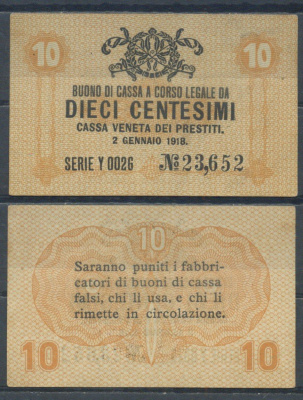 10 10
BUONO DI CASSA A CORSO LEGALE DA
DIECI CENTESIMI
CASSA VENETA DEI PRESTITI.
2 GENNAIO 1918.
SERIE Y 0026 No 23,652
10
Saranno puniti i fabbri-
catori di buoni di cassa
falsi, chi li usa, e chi li
rimette in circolazione.
10 10